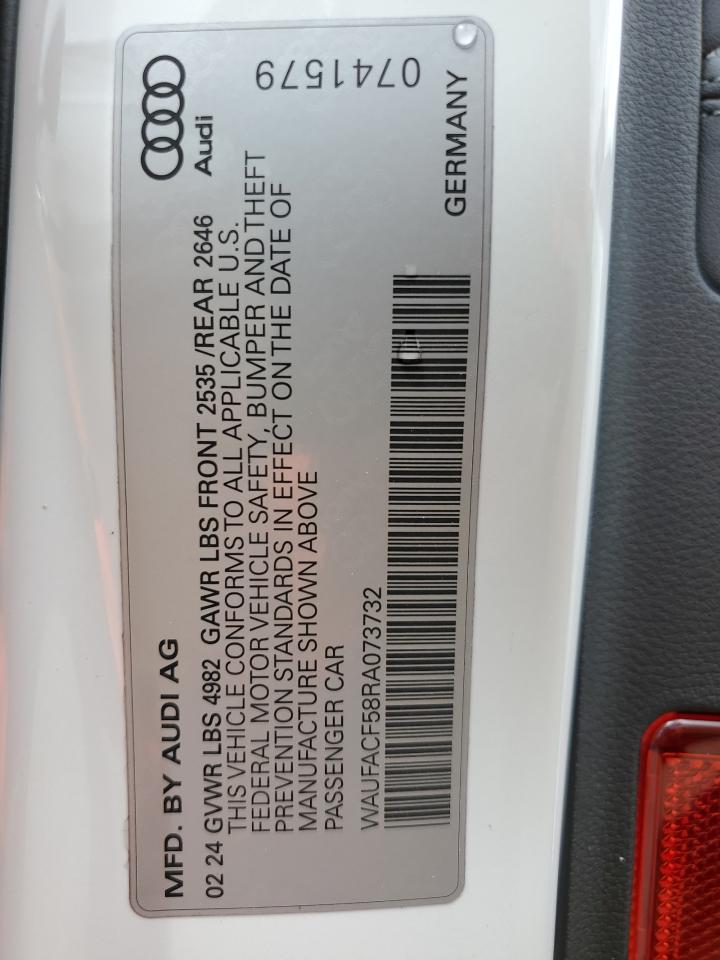 MFD. BY AUDI AG
Audi
02 24 GVWR LBS 4982 GAWR LBS FRONT 2535 /REAR 2646
THIS VEHICLE CONFORMS TO ALL APPLICABLE U.S.
FEDERAL MOTOR VEHICLE SAFETY, BUMPER AND THEFT
PREVENTION STANDARDS IN EFFECT ON THE DATE OF
MANUFACTURE SHOWN ABOVE
PASSENGER CAR
WAUFACF58RA073732
GERMANY
0741579